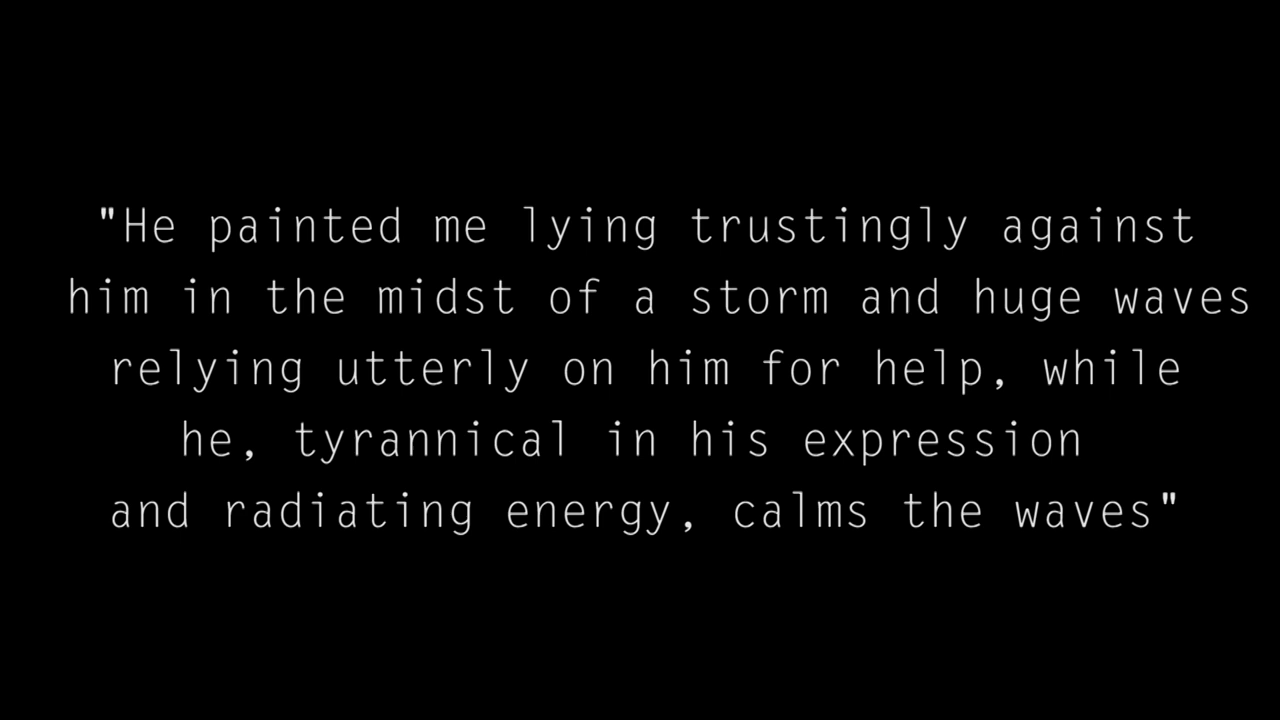 "He painted me lying trustingly against
him in the midst of a storm and huge waves
relying utterly on him for help, while
he, tyrannical in his expression
and radiating energy, calms the waves"